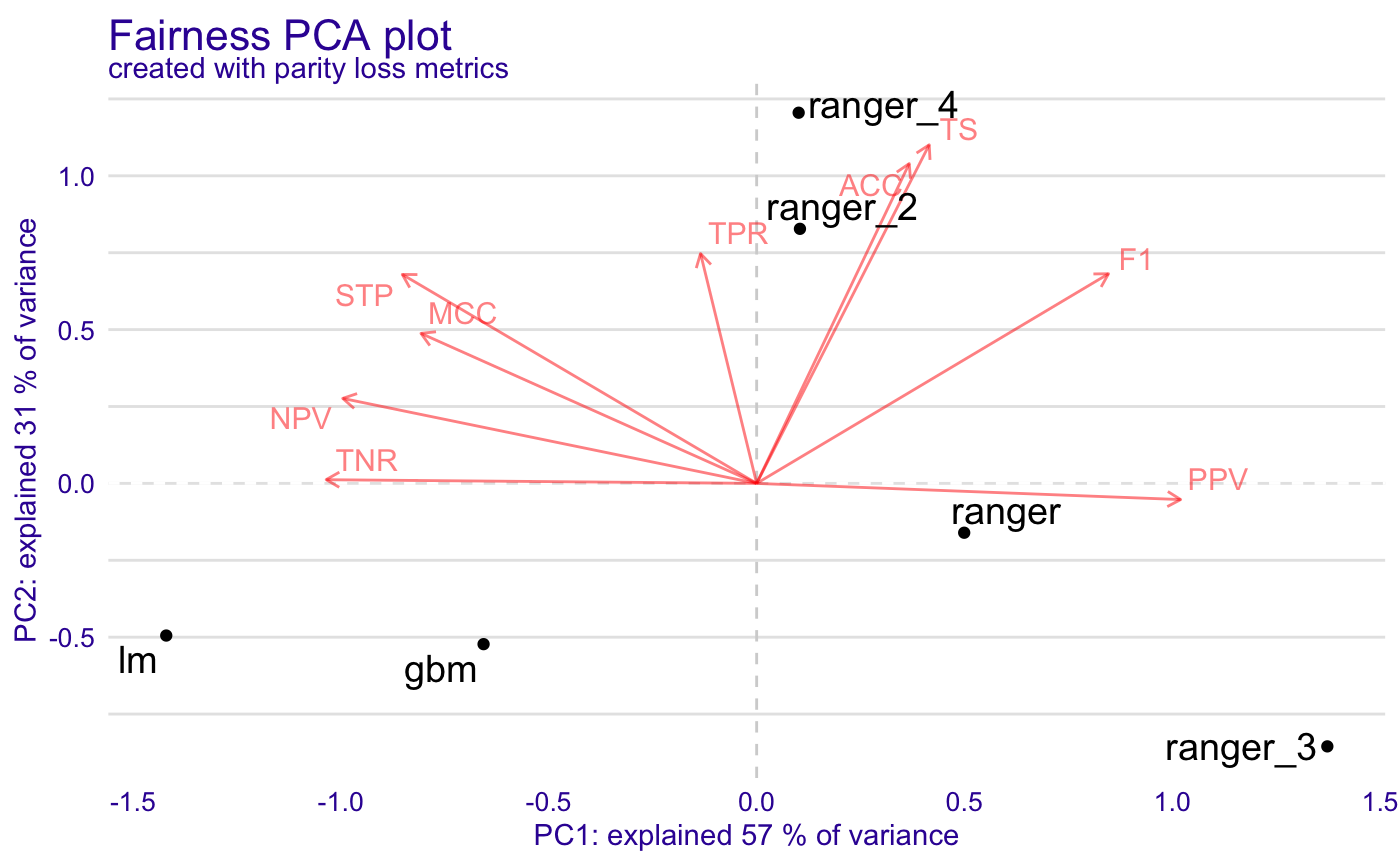 Fairness PCA plot
created with parity loss metrics
ranger_4
TS
ACC
ranger_2
TPR
F1
STP
MCC
NPV
TNR
PPV
ranger
lm
gbm
ranger_3
1.0
0.5
0.0
-0.5
PC2: explained 31 % of variance
-1.5
-1.0
-0.5
0.0
0.5
1.0
1.5
PC1: explained 57 % of variance